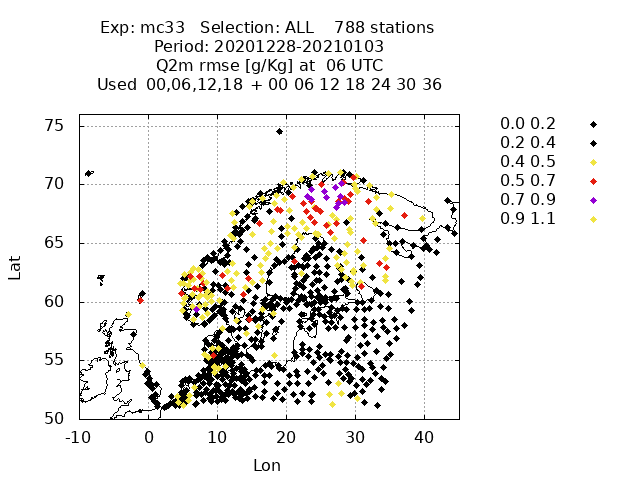 Exp: mc33 Selection: ALL 788 stations
Period: 20201228-20210103
Q2m rmse [g/Kg] at 06 UTC
Used 00,06,12,18 + 00 06 12 18 24 30 36
75
70
65
60
55
50
Lat
-10 0 10 20 30 40
Lon
0.0 0.2
0.2 0.4
0.4 0.5
0.5 0.7
0.7 0.9
0.9 1.1